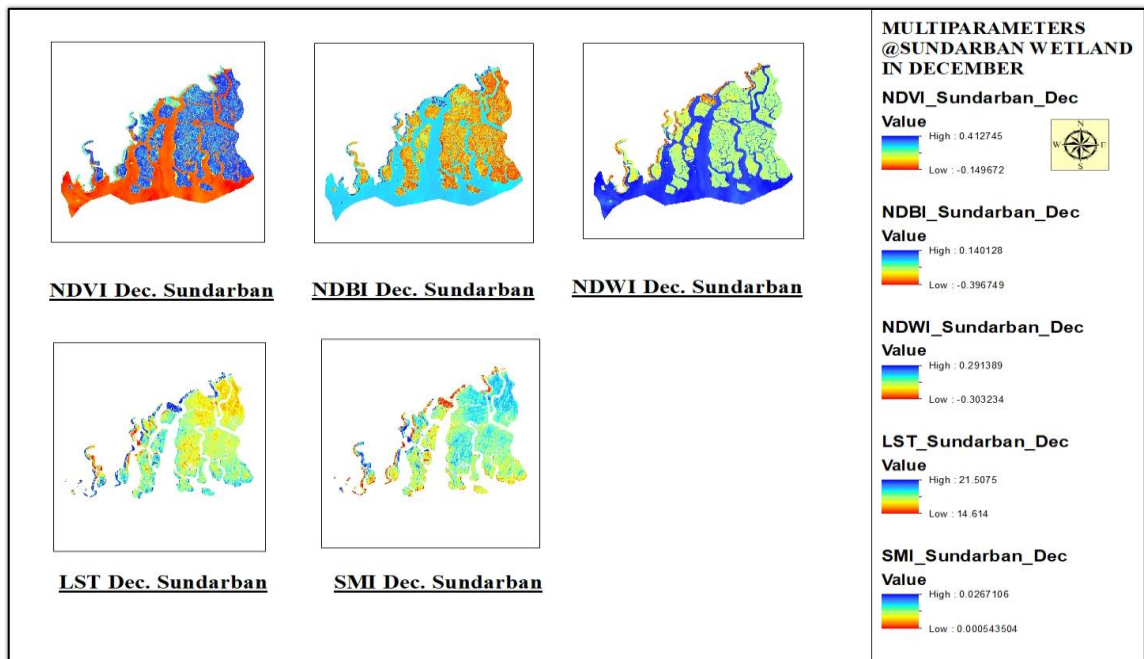 NDVI Dec. Sundarban
NDBI Dec. Sundarban
NDWI Dec. Sundarban
LST Dec. Sundarban
SMI Dec. Sundarban
MULTIPARAMETERS
@SUNDARBAN WETLAND
IN DECEMBER
NDVI_Sundarban_Dec
Value
High : 0.412745
Low : -0.149672
N
W
E
S
NDBI_Sundarban_Dec
Value
High : 0.140128
Low : -0.396749
NDWI_Sundarban_Dec
Value
High : 0.291389
Low : -0.303234
LST_Sundarban_Dec
Value
High : 21.5075
Low : 14.614
SMI_Sundarban_Dec
Value
High : 0.0267106
Low : 0.000543504